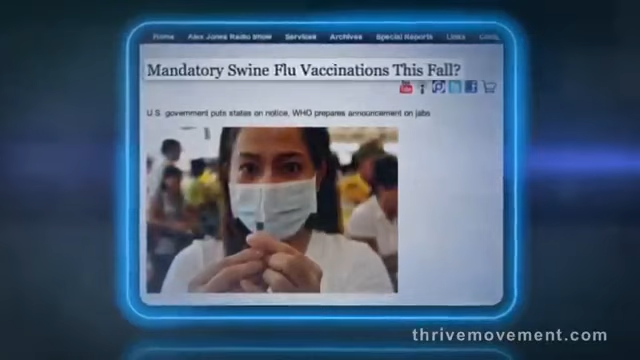 Home Alex Jones Radio Show Services Archives Special Reports Links
Mandatory Swine Flu Vaccinations This Fall?
U.S. government puts states on notice, WHO prepares announcement on jabs
thrivemovement.com